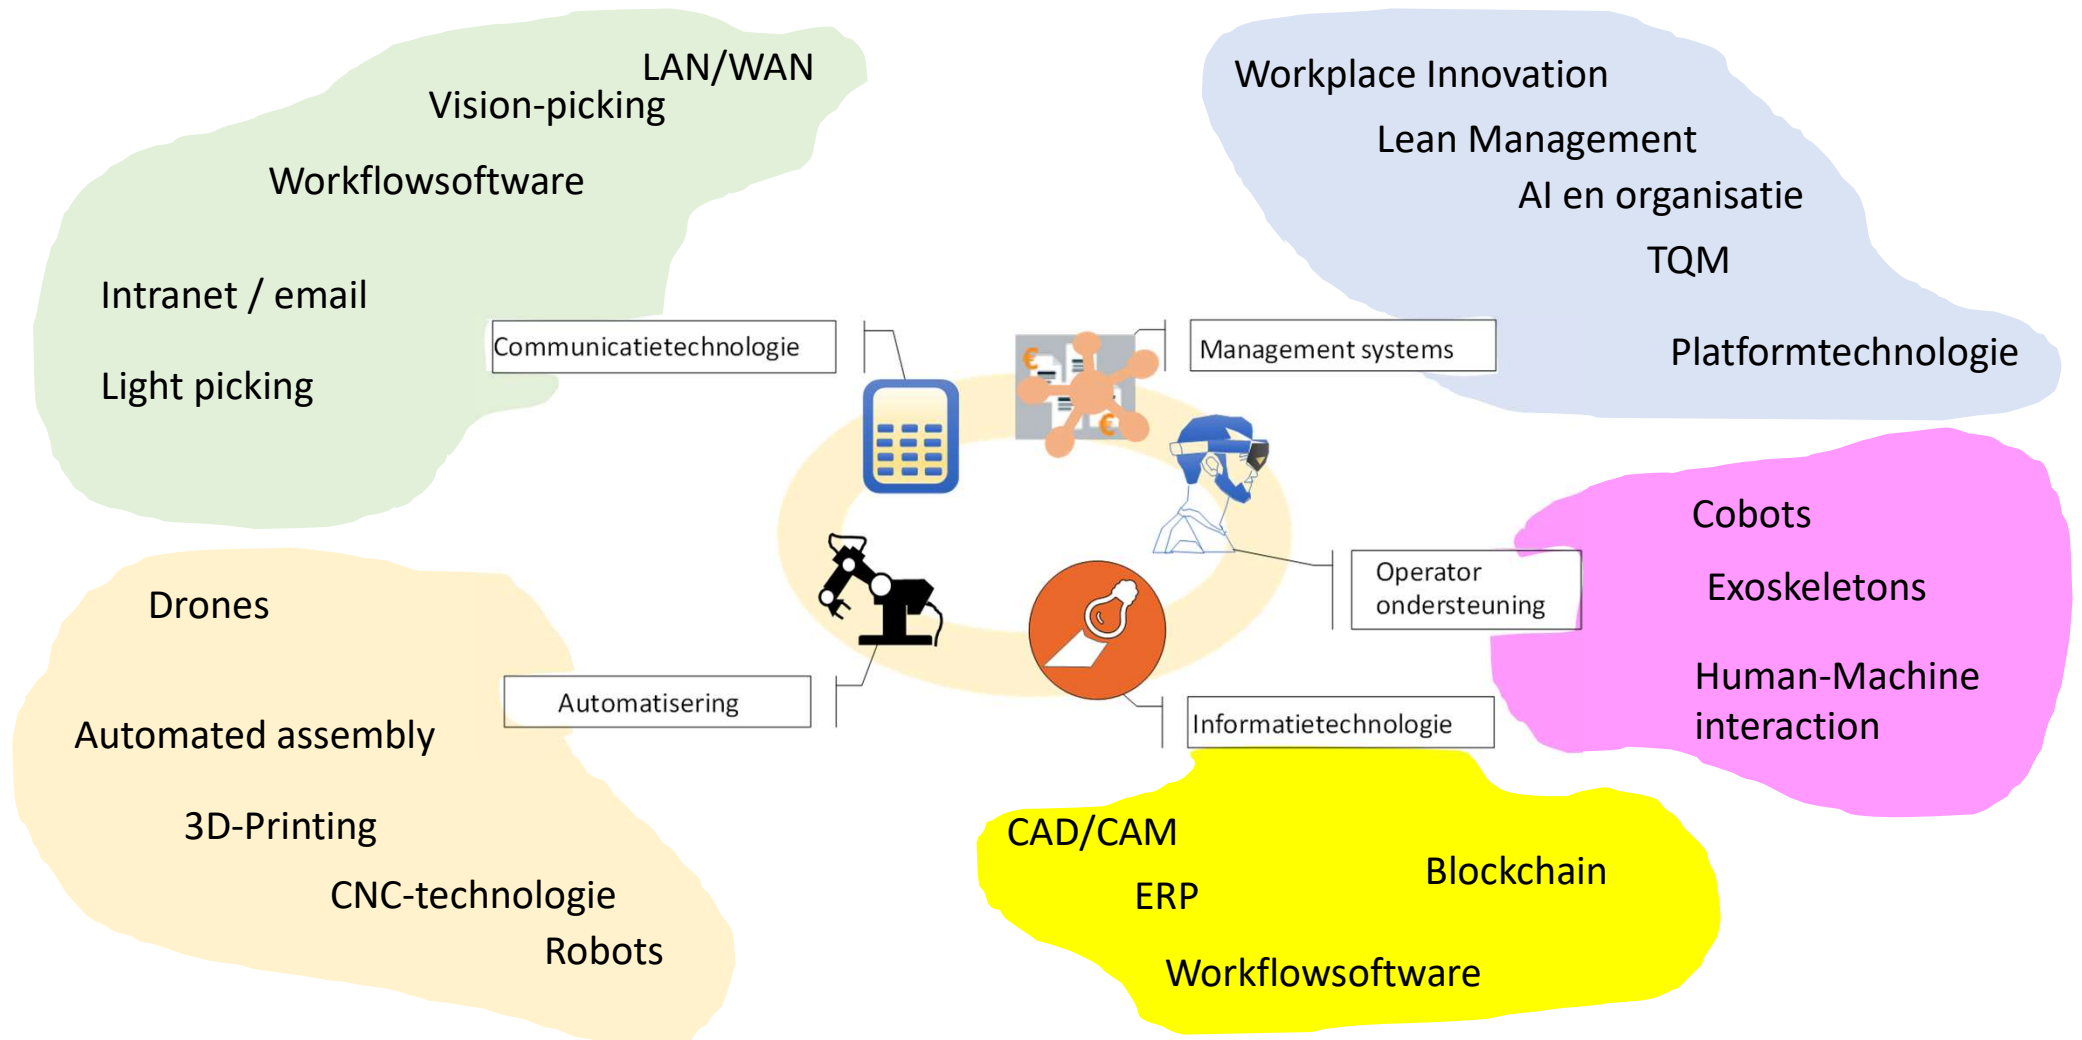 LAN/WAN
Vision-picking
Workflowsoftware
Intranet / email
Light picking
Communicatietechnologie
Workplace Innovation
Lean Management
AI en organisatie
TQM
Platformtechnologie
Management systems
€
€
Cobots
Exoskeletons
Human-Machine
interaction
Operator
ondersteuning
Drones
Automated assembly
3D-Printing
CNC-technologie
Robots
Automatisering
Informatietechnologie
CAD/CAM
Blockchain
ERP
Workflowsoftware